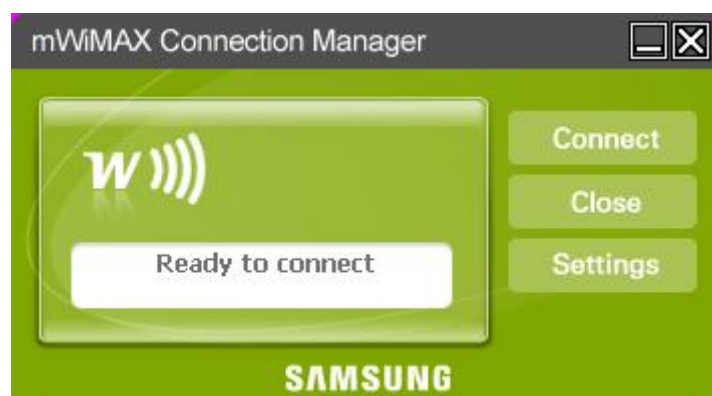 mWiMAX Connection Manager
w
Connect
Close
Ready to connect
Settings
SAMSUNG